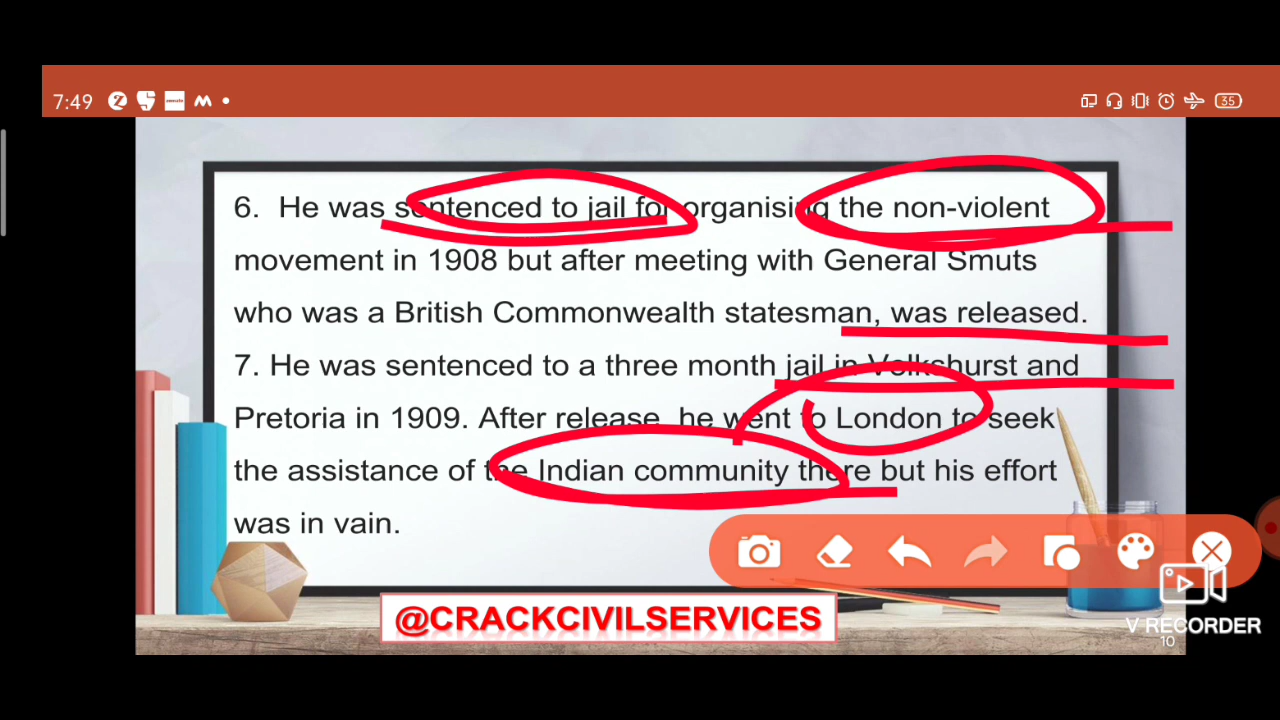 7:49
35
6. He was sentenced to jail for organising the non-violent
movement in 1908 but after meeting with General Smuts
who was a British Commonwealth statesman, was released.
7. He was sentenced to a three month jail in Volkshurst and
Pretoria in 1909. After release, he went to London to seek
the assistance of the Indian community there but his effort
was in vain.
@CRACKCIVILSERVICES
V RECORDER
10